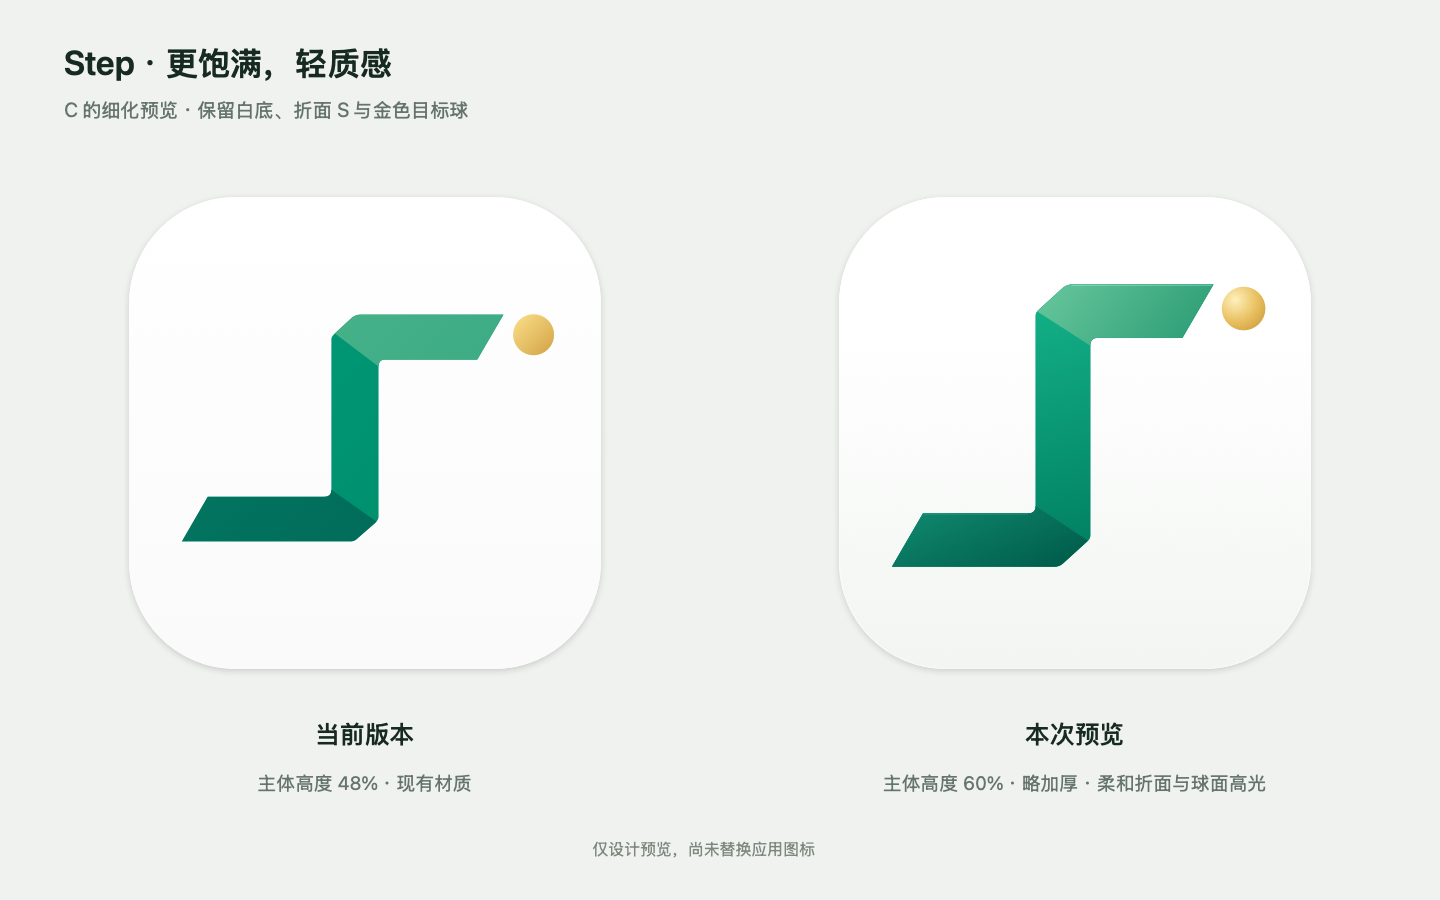 Step · 更饱满，轻质感
C 的细化预览 · 保留白底、折面 S 与金色目标球
当前版本
本次预览
主体高度 48% · 现有材质
主体高度 60% · 略加厚 · 柔和折面与球面高光
仅设计预览，尚未替换应用图标